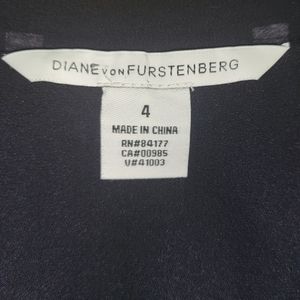 DIANE VON FURSTENBERG
4
MADE IN CHINA
RN#84177
CA#00985
V#41003